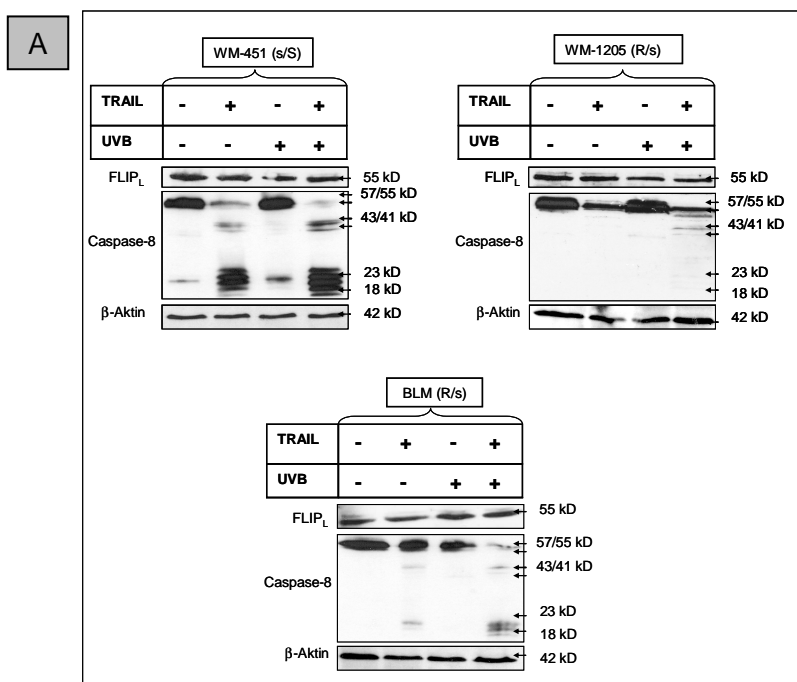 A
WM-451 (s/S)
TRAIL - + - +
UVB - - + +
FLIPL 55 kD
57/55 kD
43/41 kD
Caspase-8
23 kD
18 kD
β-Aktin 42 kD
WM-1205 (R/s)
TRAIL - + - +
UVB - - + +
FLIPL 55 kD
57/55 kD
43/41 kD
Caspase-8
23 kD
18 kD
β-Aktin 42 kD
BLM (R/s)
TRAIL - + - +
UVB - - + +
FLIPL 55 kD
57/55 kD
43/41 kD
Caspase-8
23 kD
18 kD
β-Aktin 42 kD